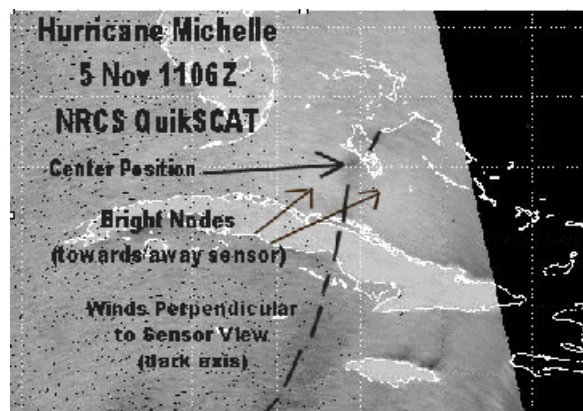 Hurricane Michelle
5 Nov 1106Z
NRCS QuikSCAT
Center Position
Bright Nodes
(towards away sensor)
Winds Perpendicular
to Sensor View
(dark axis)